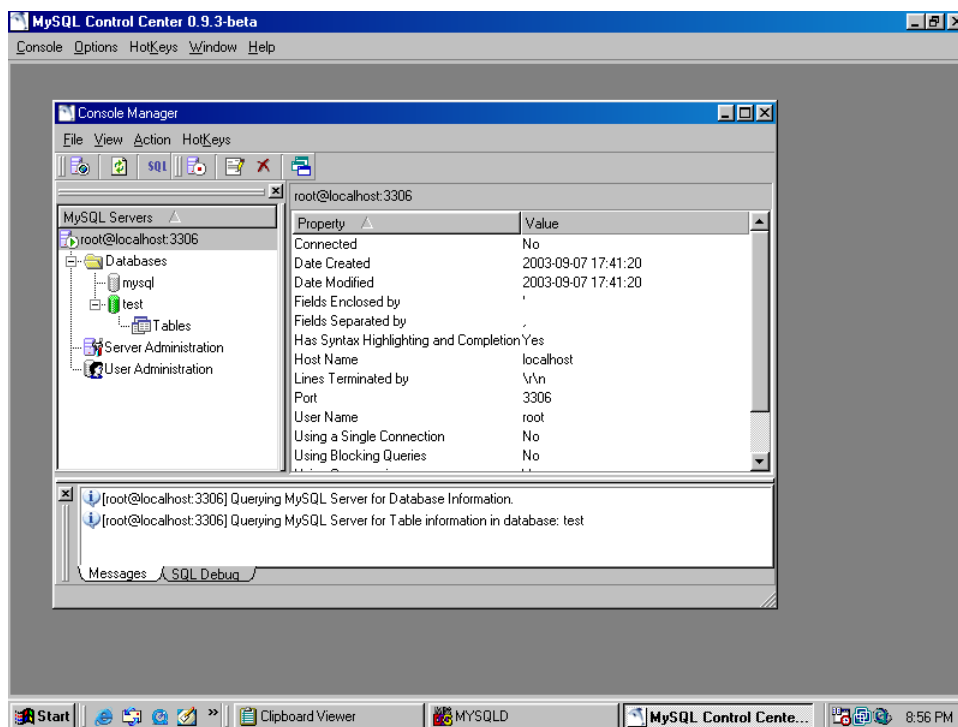 MySQL Control Center 0.9.3-beta
Console Options HotKeys Window Help
Console Manager
File View Action HotKeys
SQL
root@localhost:3306
MySQL Servers
root@localhost:3306
Databases
mysql
test
Tables
Server Administration
User Administration
Property Value
Connected No
Date Created 2003-09-07 17:41:20
Date Modified 2003-09-07 17:41:20
Fields Enclosed by '
Fields Separated by ,
Has Syntax Highlighting and Completion Yes
Host Name localhost
Lines Terminated by \r\n
Port 3306
User Name root
Using a Single Connection No
Using Blocking Queries No
[root@localhost:3306] Querying MySQL Server for Database Information.
[root@localhost:3306] Querying MySQL Server for Table information in database: test
Messages SQL Debug
Start » Clipboard Viewer MYSQLD MySQL Control Cente... 8:56 PM